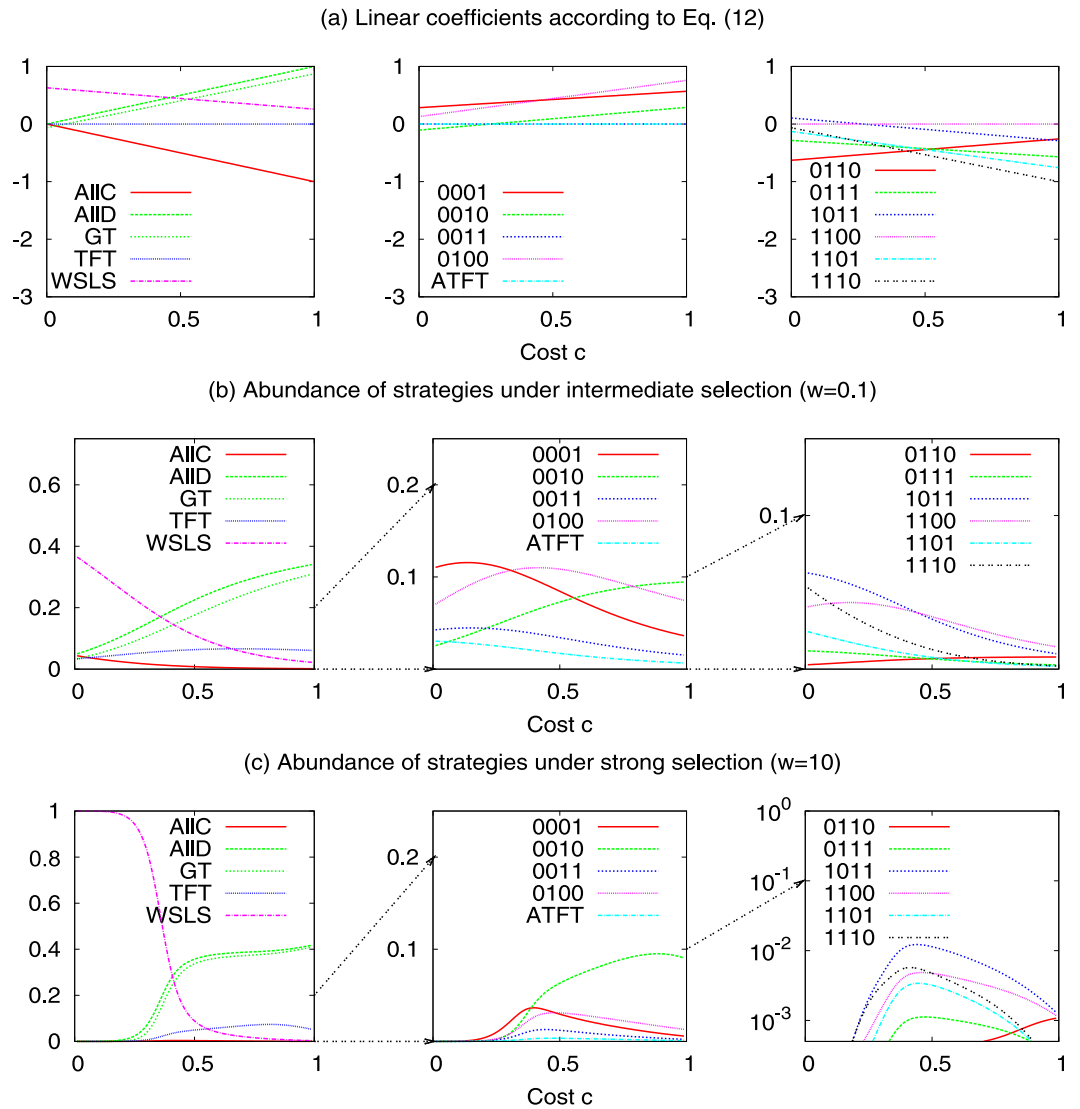 (a) Linear coefficients according to Eq. (12)
1
0
-1
-2
-3
AllC
AllD
GT
TFT
WSLS
0 0.5 1
1
0
-1
-2
-3
0001
0010
0011
0100
ATFT
0 0.5 1
Cost c
1
0
-1
-2
-3
0110
0111
1011
1100
1101
1110
0 0.5 1
(b) Abundance of strategies under intermediate selection (w=0.1)
0.6
0.4
0.2
0
AllC
AllD
GT
TFT
WSLS
0 0.5 1
0.2
0.1
0
0001
0010
0011
0100
ATFT
0 0.5 1
Cost c
0.1
0
0110
0111
1011
1100
1101
1110
0 0.5 1
(c) Abundance of strategies under strong selection (w=10)
1
0.8
0.6
0.4
0.2
0
AllC
AllD
GT
TFT
WSLS
0 0.5 1
0.2
0.1
0
0001
0010
0011
0100
ATFT
0 0.5 1
Cost c
10^0
10^-1
10^-2
10^-3
0110
0111
1011
1100
1101
1110
0 0.5 1